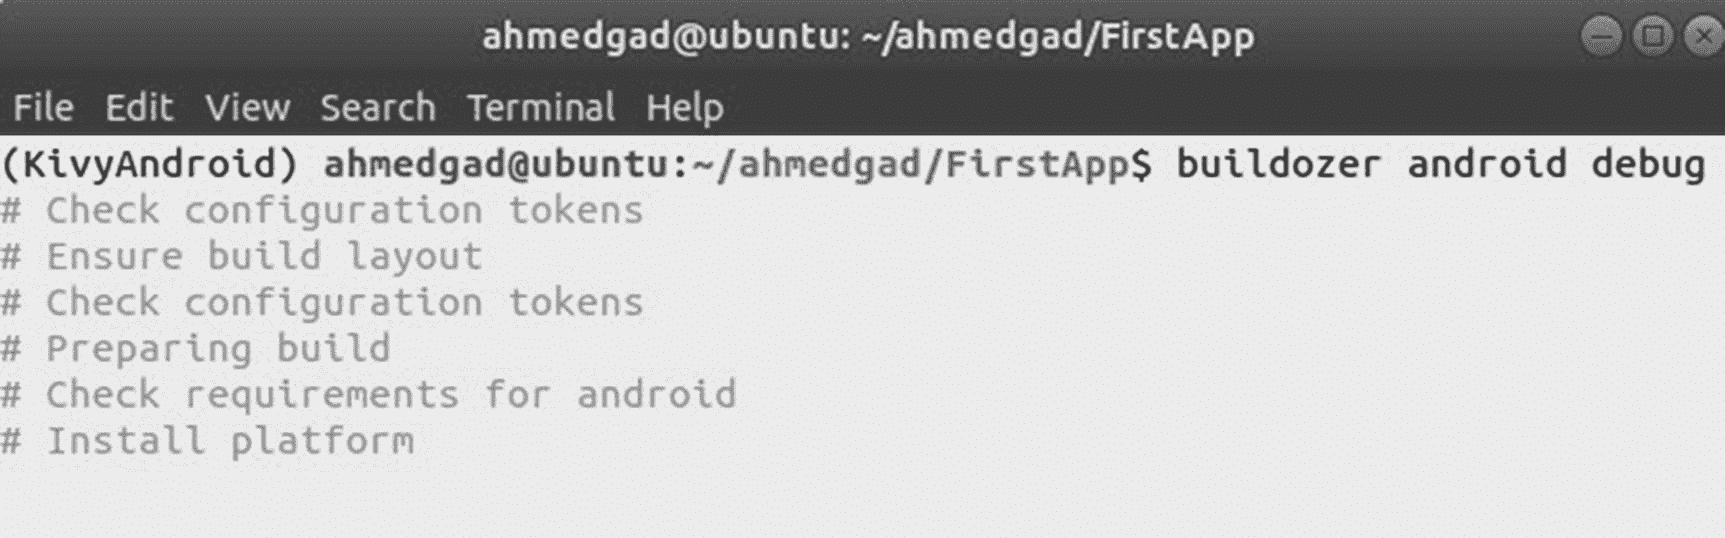 ahmedgad@ubuntu: ~/ahmedgad/FirstApp
File Edit View Search Terminal Help
(KivyAndroid) ahmedgad@ubuntu:~/ahmedgad/FirstApp$ buildozer android debug
# Check configuration tokens
# Ensure build layout
# Check configuration tokens
# Preparing build
# Check requirements for android
# Install platform